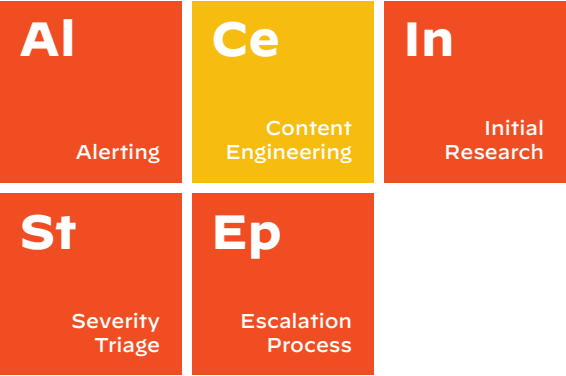 Al
Alerting
Ce
Content
Engineering
In
Initial
Research
St
Severity
Triage
Ep
Escalation
Process